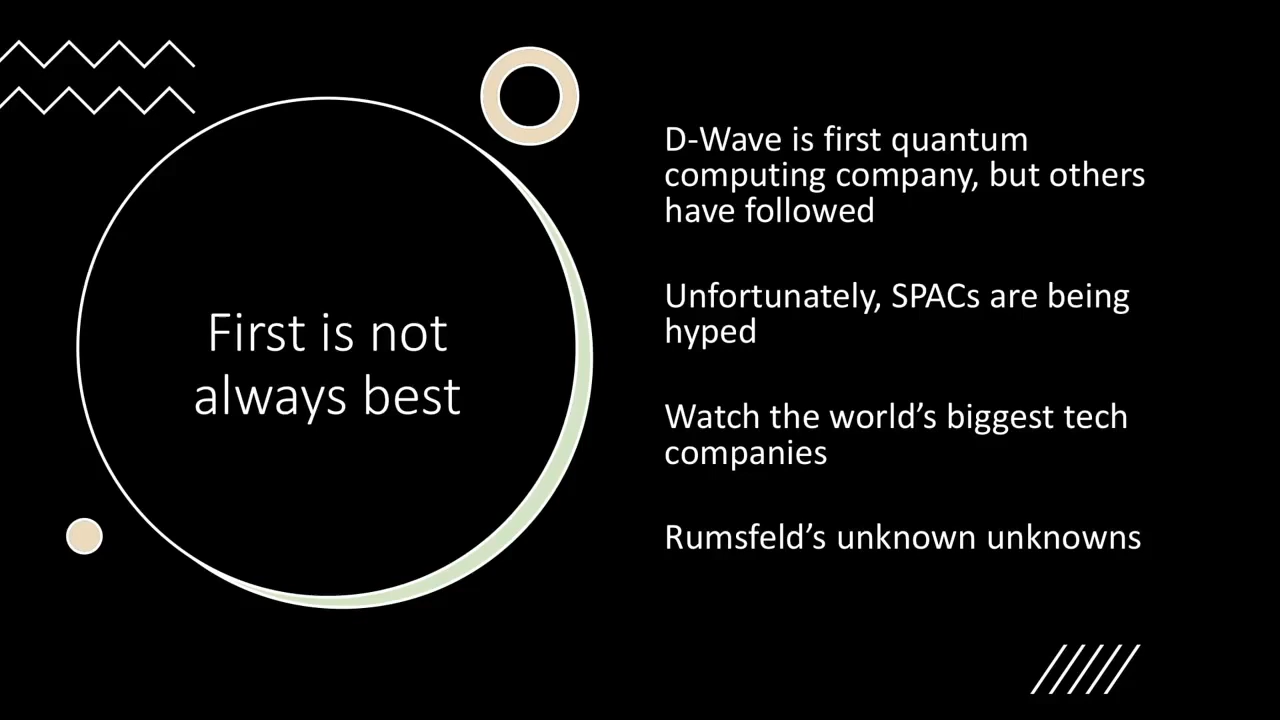 First is not
always best
D-Wave is first quantum
computing company, but others
have followed
Unfortunately, SPACs are being
hyped
Watch the world’s biggest tech
companies
Rumsfeld’s unknown unknowns